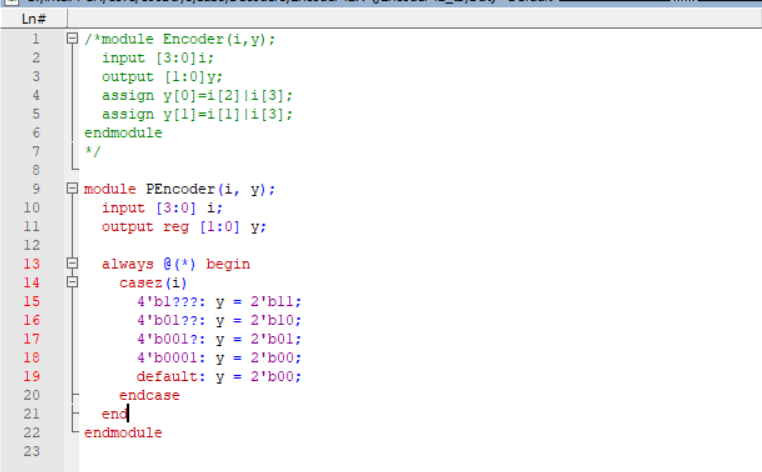 Ln#
1 /*module Encoder(i,y);
2 input [3:0]i;
3 output [1:0]y;
4 assign y[0]=i[2]|i[3];
5 assign y[1]=i[1]|i[3];
6 endmodule
7 */
8
9 module PEncoder(i, y);
10 input [3:0] i;
11 output reg [1:0] y;
12
13 always @(*) begin
14 casez(i)
15 4'b1???: y = 2'b11;
16 4'b01??: y = 2'b10;
17 4'b001?: y = 2'b01;
18 4'b0001: y = 2'b00;
19 default: y = 2'b00;
20 endcase
21 end
22 endmodule
23